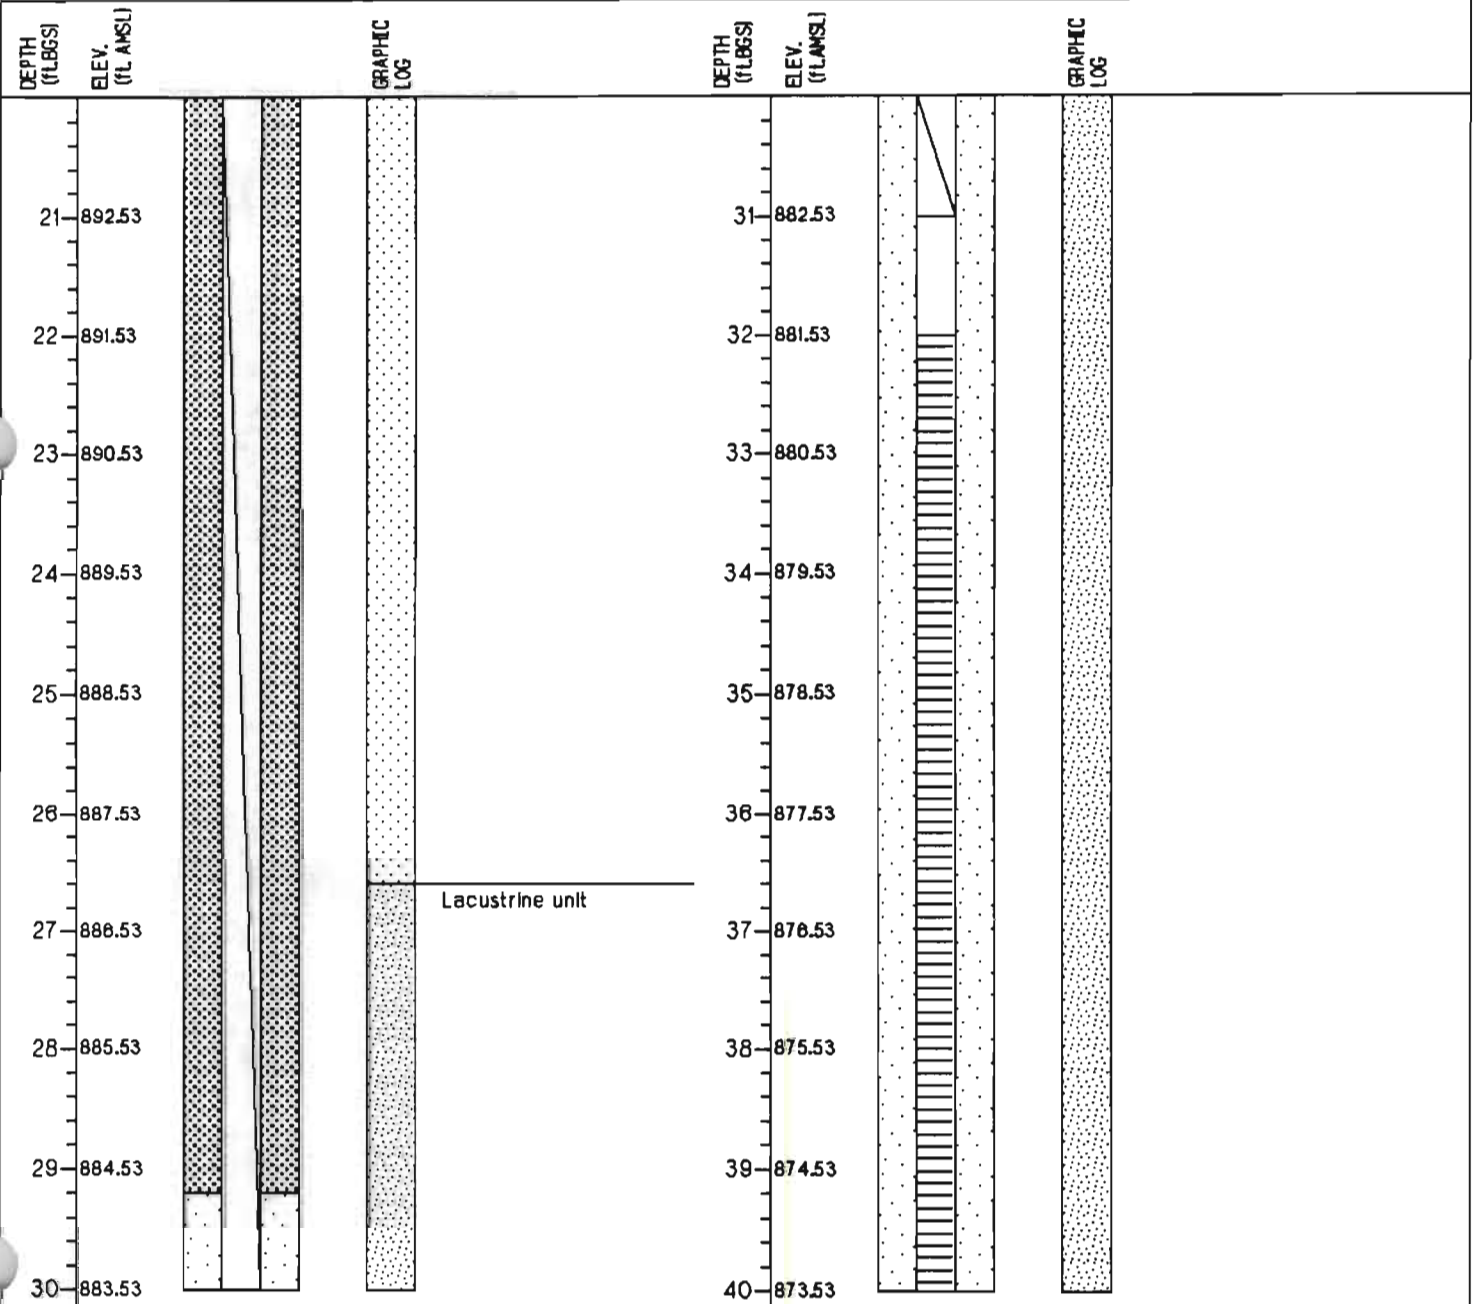 DEPTH
(ft.BGS)
ELEV.
(ft. AMSL)
GRAPHIC
LOG
21 892.53
22 891.53
23 890.53
24 889.53
25 888.53
26 887.53
Lacustrine unit
27 886.53
28 885.53
29 884.53
30 883.53
DEPTH
(ft.BGS)
ELEV.
(ft.AMSL)
GRAPHIC
LOG
31 882.53
32 881.53
33 880.53
34 879.53
35 878.53
36 877.53
37 876.53
38 875.53
39 874.53
40 873.53